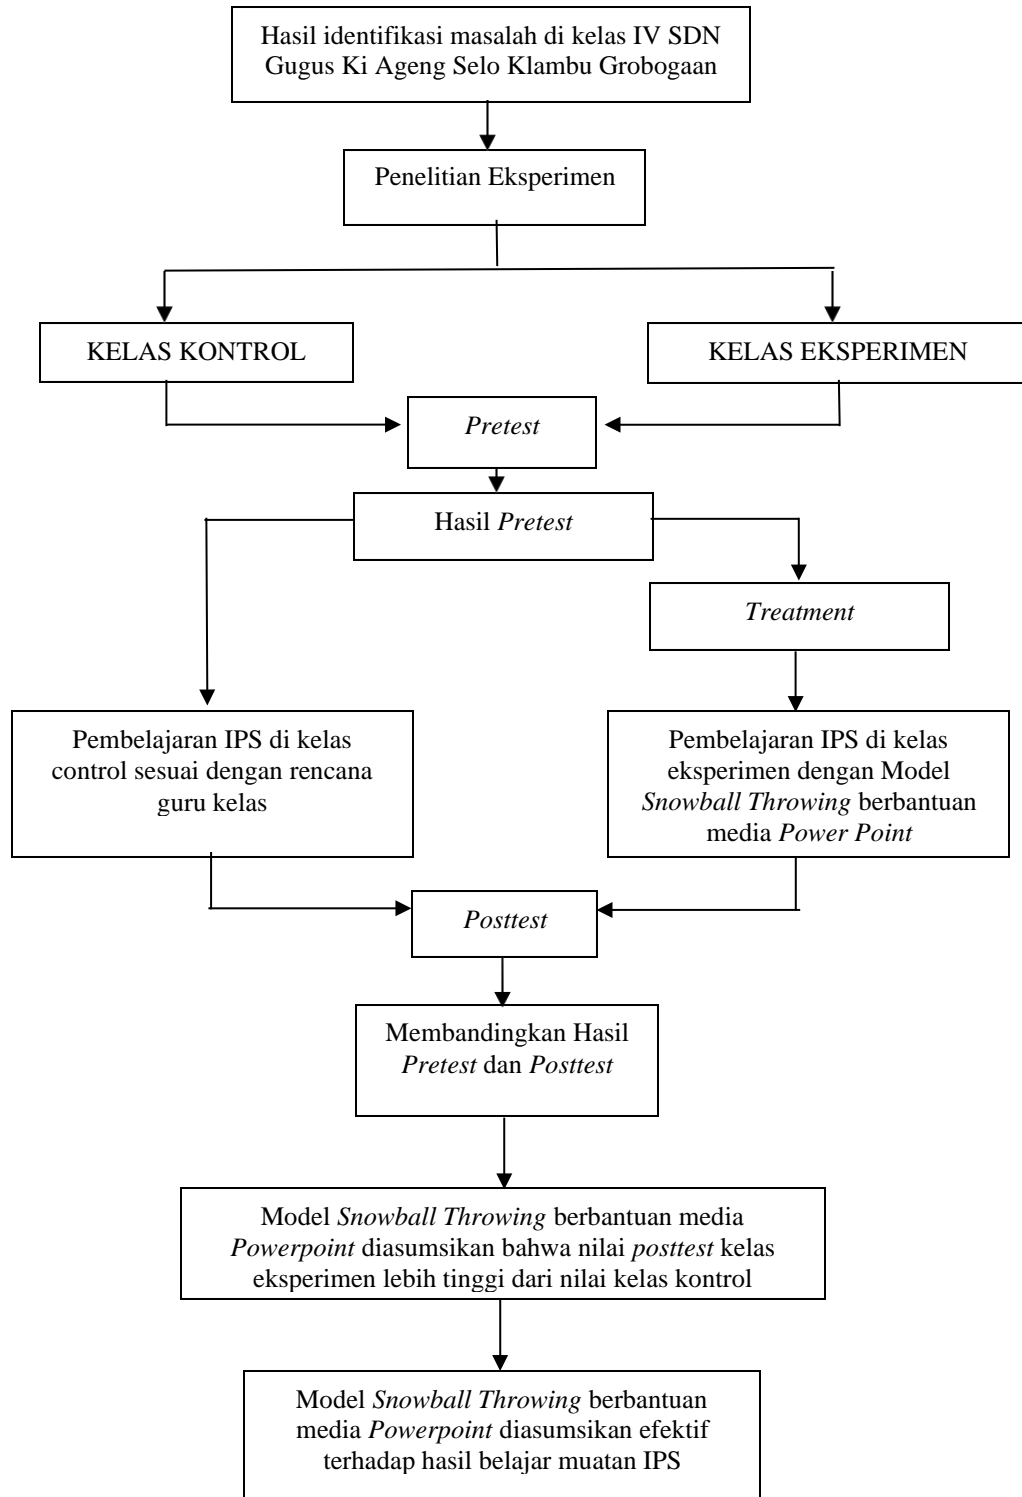 Hasil identifikasi masalah di kelas IV SDN
Gugus Ki Ageng Selo Klambu Grobogaan
Penelitian Eksperimen
KELAS KONTROL
KELAS EKSPERIMEN
Pretest
Hasil Pretest
Treatment
Pembelajaran IPS di kelas
control sesuai dengan rencana
guru kelas
Pembelajaran IPS di kelas
eksperimen dengan Model
Snowball Throwing berbantuan
media Power Point
Posttest
Membandingkan Hasil
Pretest dan Posttest
Model Snowball Throwing berbantuan media
Powerpoint diasumsikan bahwa nilai posttest kelas
eksperimen lebih tinggi dari nilai kelas kontrol
Model Snowball Throwing berbantuan
media Powerpoint diasumsikan efektif
terhadap hasil belajar muatan IPS